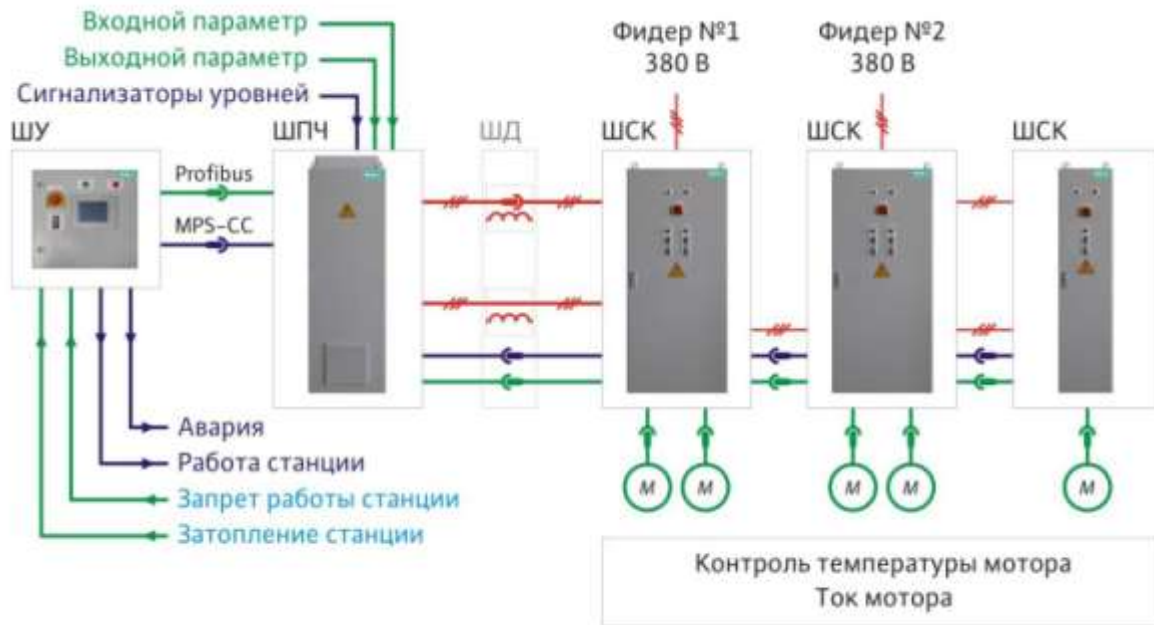 Входной параметр
Выходной параметр
Сигнализаторы уровней
Фидер №1
380 В
Фидер №2
380 В
ШУ
ШПЧ
ШД
ШСК
ШСК
ШСК
Profibus
MPS-CC
Авария
Работа станции
Запрет работы станции
Затопление станции
М
М
М
М
М
Контроль температуры мотора
Ток мотора